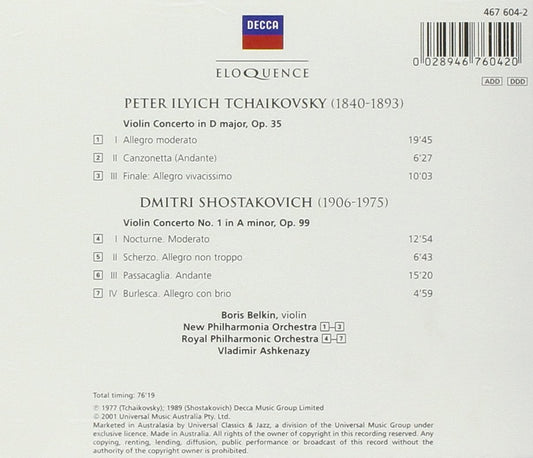 DECCA
467 604-2
0 028946 760420
ELOQUENCE
ADD DDD
PETER ILYICH TCHAIKOVSKY (1840-1893)
Violin Concerto in D major, Op. 35
1 I Allegro moderato 19'45
2 II Canzonetta (Andante) 6'27
3 III Finale: Allegro vivacissimo 10'03
DMITRI SHOSTAKOVICH (1906-1975)
Violin Concerto No. 1 in A minor, Op. 99
4 I Nocturne. Moderato 12'54
5 II Scherzo. Allegro non troppo 6'43
6 III Passacaglia. Andante 15'20
7 IV Burlesca. Allegro con brio 4'59
Boris Belkin, violin
New Philharmonia Orchestra 1-3
Royal Philharmonic Orchestra 4-7
Vladimir Ashkenazy
Total timing: 76'19
℗ 1977 (Tchaikovsky); 1989 (Shostakovich) Decca Music Group Limited
© 2001 Universal Music Australia Pty. Ltd.
Marketed in Australasia by Universal Classics & Jazz, a division of the Universal Music Group under
exclusive licence. Made in Australia. All rights of the owner of copyright in this recording reserved. Any
copying, renting, lending, diffusion, public performance or broadcast of this record without the
authority of the copyright owner is prohibited.